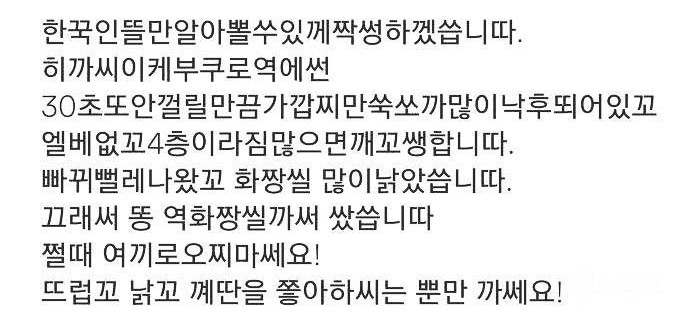 한꾹인뜰만알아뽈쑤있께짝썽하겠씁니따.
히까씨이케부쿠로역에썬
30초또안껄릴만끔가깝찌만쑥쏘까많이낙후뙤어있꼬
엘베없꼬4층이라짐많으면깨꼬쌩합니따.
빠뀌뻘레나왔꼬 화짱씰 많이낡았씁니따.
끄래써 똥 역화짱씰까써 쌌씁니따
쩔때 여끼로오찌마쎄요!
뜨럽꼬 낡꼬 꼐딴을 쫗아하씨는 뿐만 까쎄요!